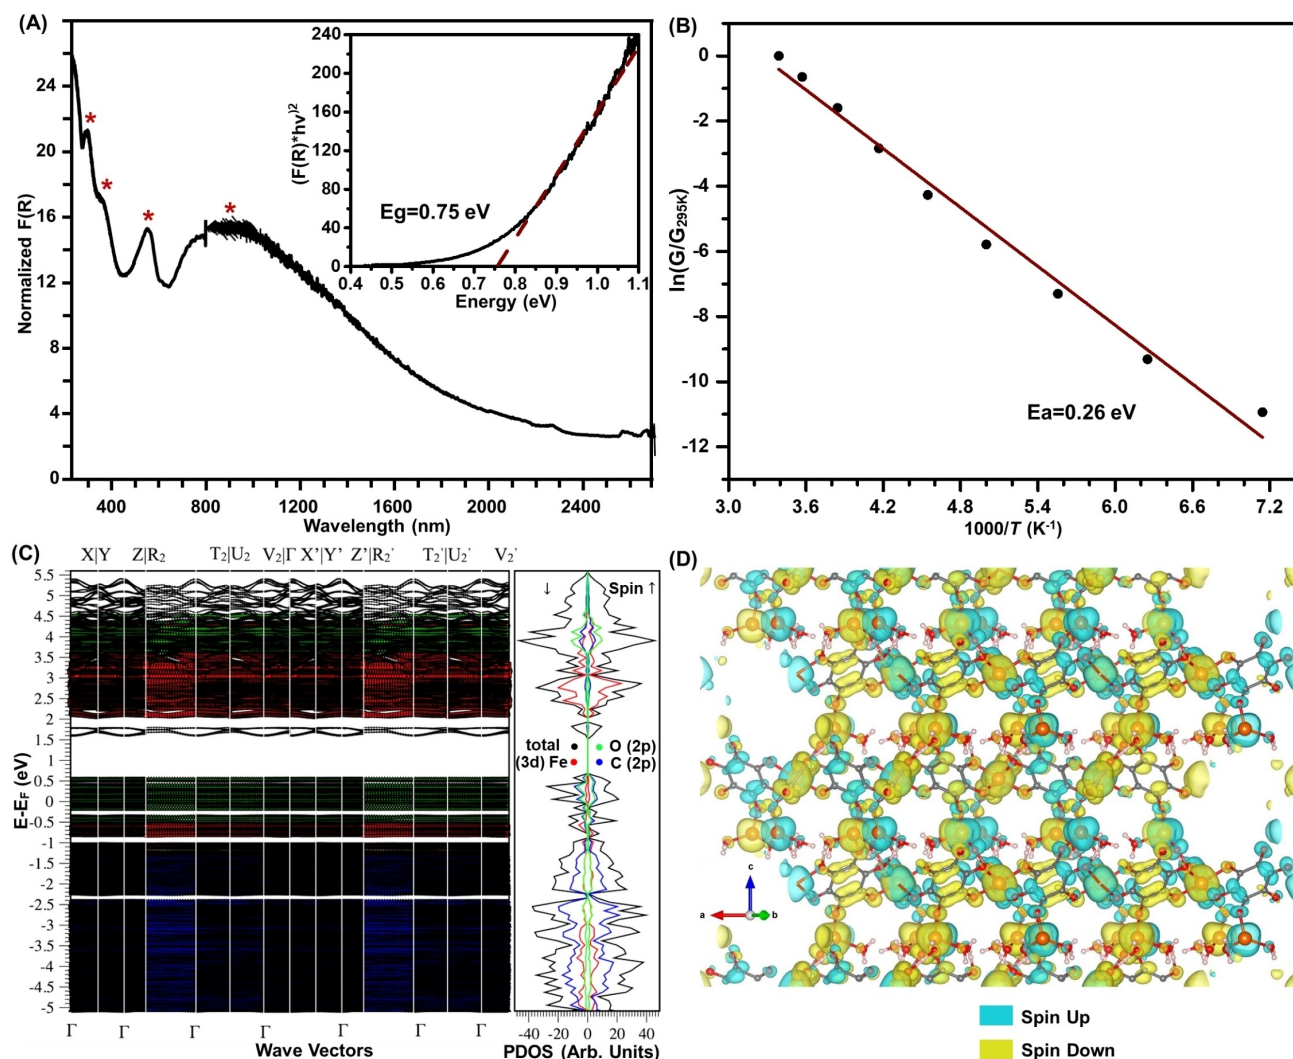 (A)
Normalized F(R)
24
20
16
12
8
4
0
* * * *
400 800 1200 1600 2000 2400
Wavelength (nm)
(F(R)*hν)2
240
200
160
120
80
40
0
Eg=0.75 eV
0.4 0.5 0.6 0.7 0.8 0.9 1.0 1.1
Energy (eV)
(B)
ln(G/G295K)
0
-2
-4
-6
-8
-10
-12
Ea=0.26 eV
3.0 3.6 4.2 4.8 5.4 6.0 6.6 7.2
1000/T (K-1)
(C)
X|Y Z|R2 T2|U2 V2|Γ X'|Y' Z'|R2' T2'|U2' V2'
E-EF (eV)
5.5
5
4.5
4
3.5
3
2.5
2
1.5
1
0.5
0
-0.5
-1
-1.5
-2
-2.5
-3
-3.5
-4
-4.5
-5
Γ Γ Γ Γ Γ Γ Γ
Wave Vectors
↓ Spin ↑
total O (2p)
(3d) Fe C (2p)
-40 -20 0 20 40
PDOS (Arb. Units)
(D)
c
a b
Spin Up
Spin Down